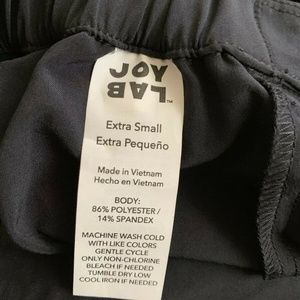 JOY
LAB™
Extra Small
Extra Pequeño
Made in Vietnam
Hecho en Vietnam
BODY:
86% POLYESTER /
14% SPANDEX
MACHINE WASH COLD
WITH LIKE COLORS
GENTLE CYCLE
ONLY NON-CHLORINE
BLEACH IF NEEDED
TUMBLE DRY LOW
COOL IRON IF NEEDED